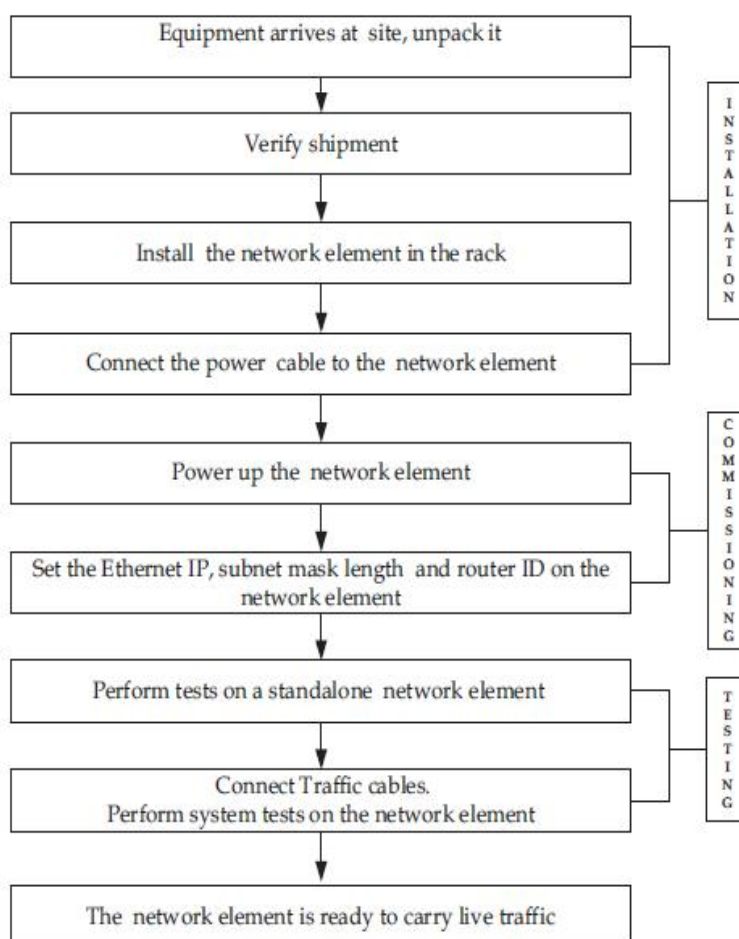 Equipment arrives at site, unpack it
Verify shipment
Install the network element in the rack
Connect the power cable to the network element
INSTALLATION
Power up the network element
Set the Ethernet IP, subnet mask length and router ID on the
network element
COMMISSIONING
Perform tests on a standalone network element
Connect Traffic cables.
Perform system tests on the network element
TESTING
The network element is ready to carry live traffic